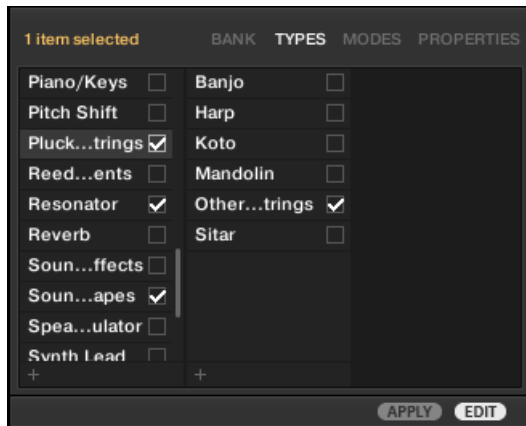 1 item selected BANK TYPES MODES PROPERTIES
Piano/Keys Banjo
Pitch Shift Harp
Pluck...trings Koto
Reed...ents Mandolin
Resonator Other...trings
Reverb Sitar
Soun...ffects
Soun...apes
Spea...ulator
Synth Lead
+ +
APPLY EDIT